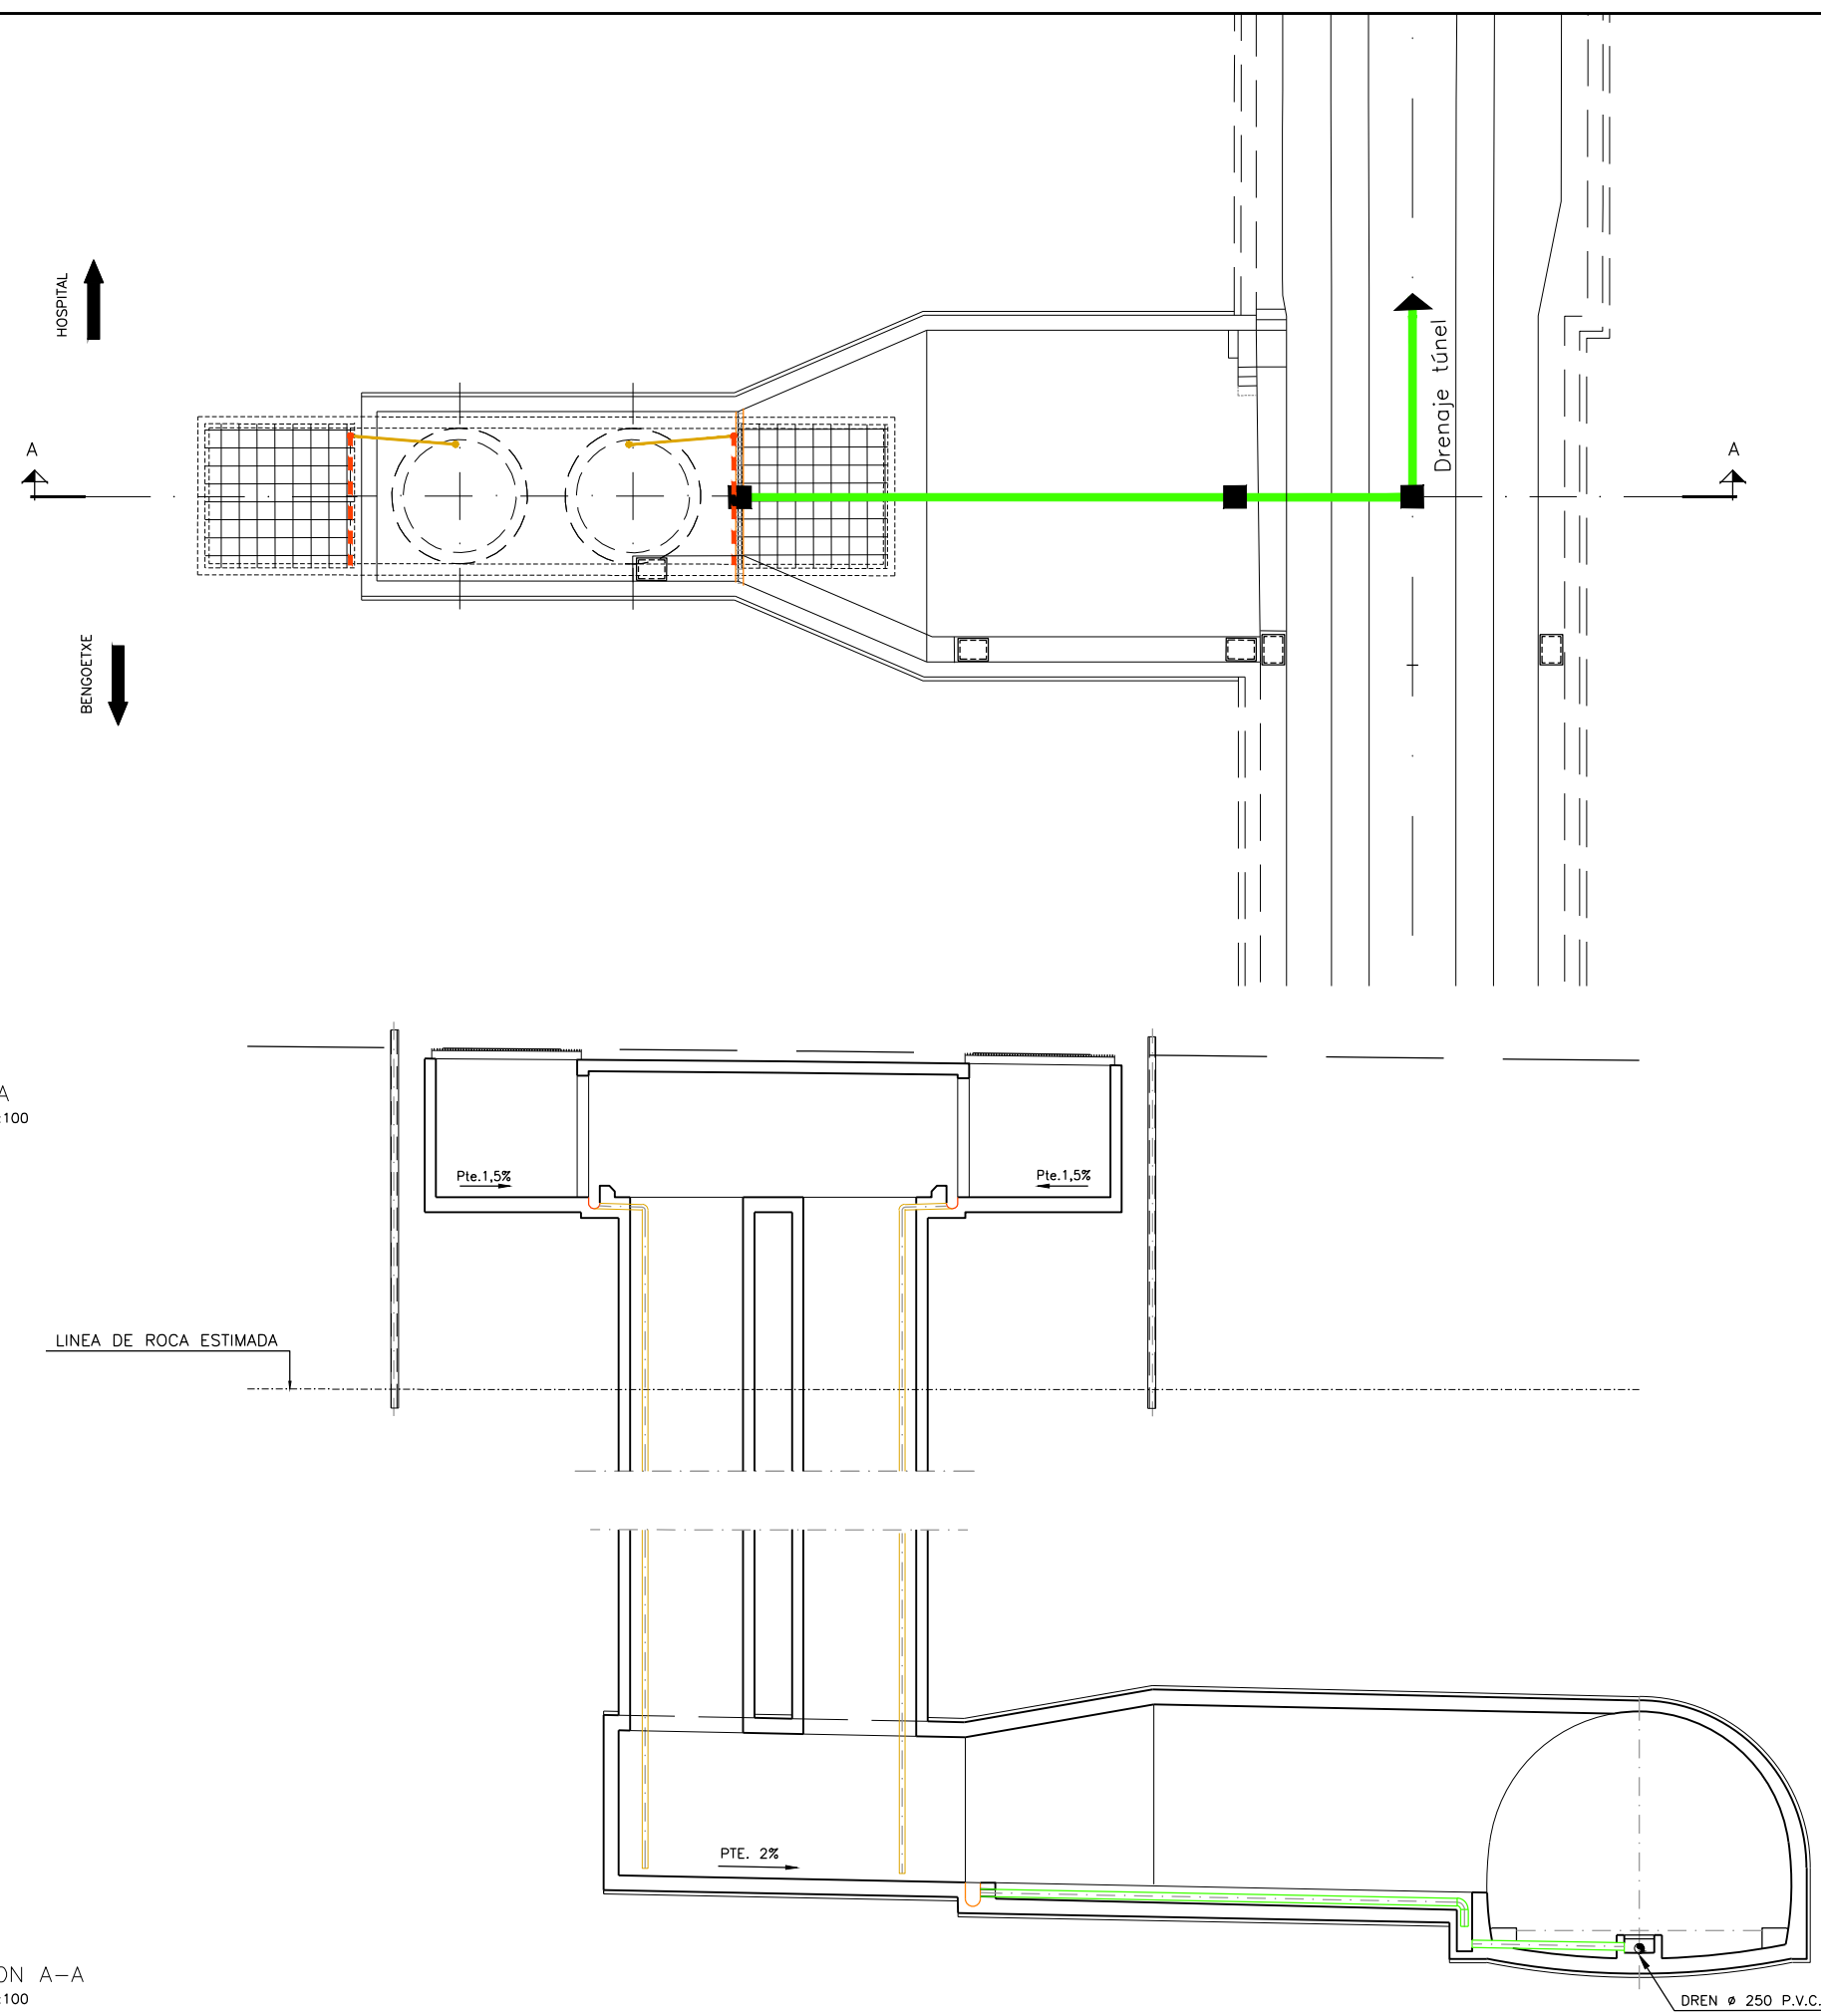 HOSPITAL
Drenaje túnel
A
A
BENGOETXE
A
:100
Pte.1,5%
Pte.1,5%
LINEA DE ROCA ESTIMADA
PTE. 2%
ON A-A
:100
DREN ø 250 P.V.C.